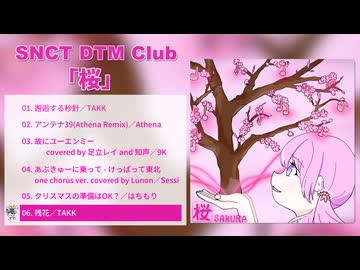 SNCT DTM Club
「桜」
01. 邂逅する秒針／TAKK
02. アンテナ39(Athena Remix)／Athena
03. 故にユーエンミー
covered by 足立レイ and 知声／9K
04. あぶきゅーに乗って - けっぱって東北
one chorus ver. covered by Lunon／Sessi
05. クリスマスの準備はOK？／はちもり
06. 残花／TAKK
桜 SAKURA